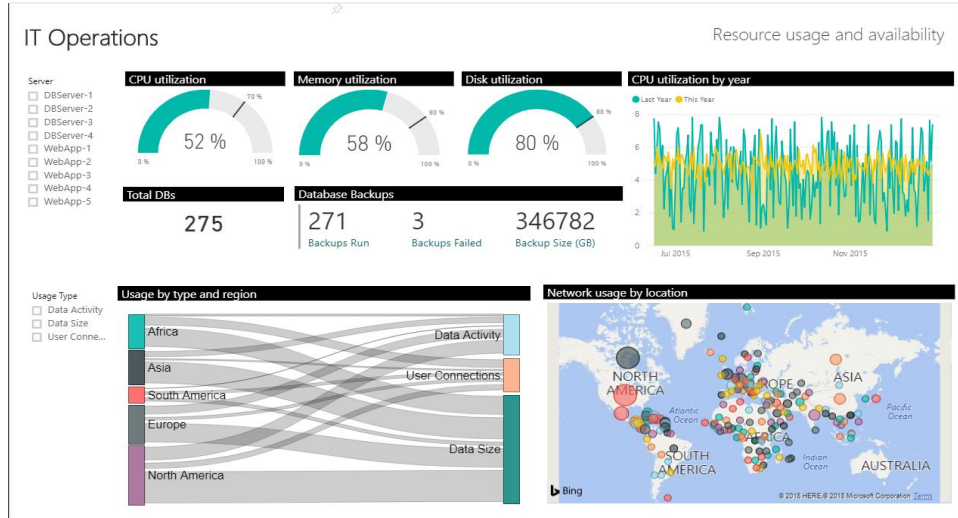 IT Operations
Resource usage and availability
Server
DBServer-1
DBServer-2
DBServer-3
DBServer-4
WebApp-1
WebApp-2
WebApp-3
WebApp-4
WebApp-5
CPU utilization
70 %
52 %
0 %
100 %
Memory utilization
80 %
58 %
0 %
100 %
Disk utilization
80 %
80 %
0 %
100 %
CPU utilization by year
Last Year This Year
8
6
4
2
0
Jul 2015 Sep 2015 Nov 2015
Total DBs
275
Database Backups
271 3 346782
Backups Run Backups Failed Backup Size (GB)
Usage Type
Data Activity
Data Size
User Conne...
Usage by type and region
Africa
Asia
South America
Europe
North America
Data Activity
User Connections
Data Size
Network usage by location
NORTH
AMERICA
ASIA
Atlantic
Ocean
Pacific
Ocean
SOUTH
AMERICA
Indian
Ocean
AUSTRALIA
Bing
© 2018 HERE,© 2018 Microsoft Corporation Terms